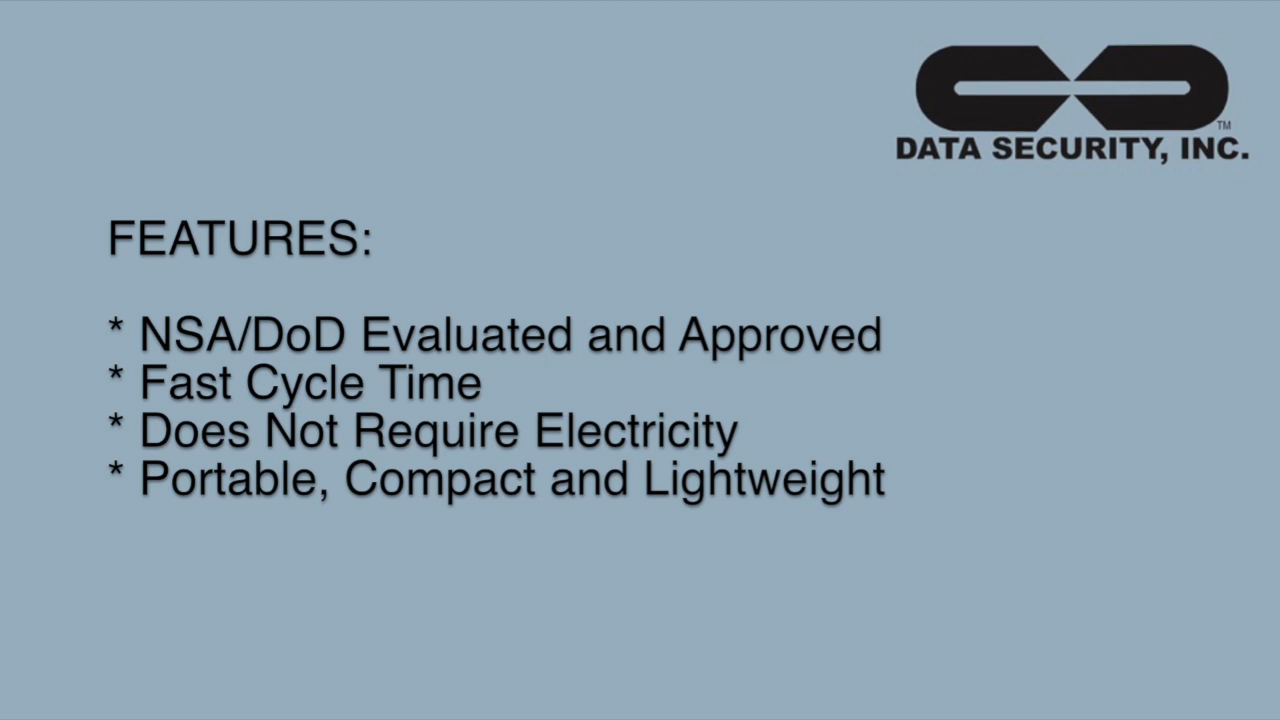 TM
DATA SECURITY, INC.
FEATURES:
* NSA/DoD Evaluated and Approved
* Fast Cycle Time
* Does Not Require Electricity
* Portable, Compact and Lightweight